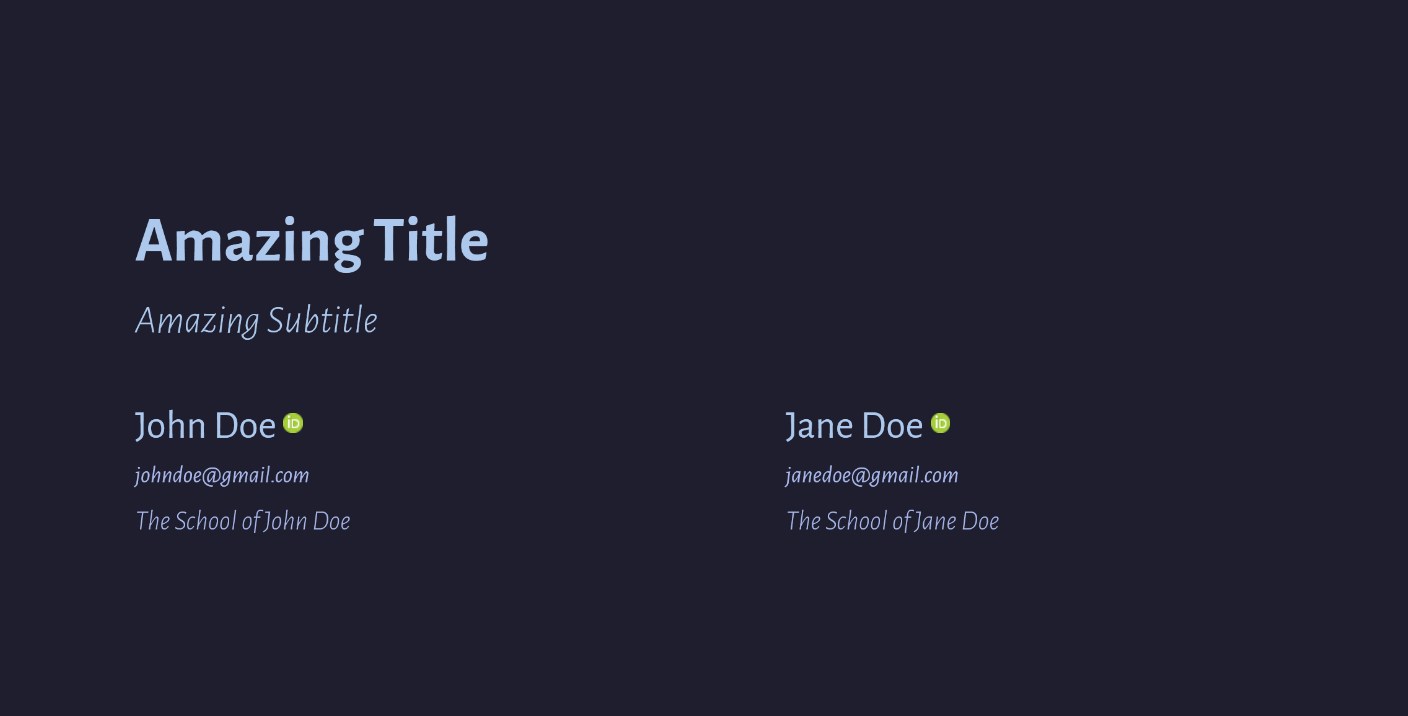 Amazing Title
Amazing Subtitle
John Doe iD
johndoe@gmail.com
The School of John Doe
Jane Doe iD
janedoe@gmail.com
The School of Jane Doe